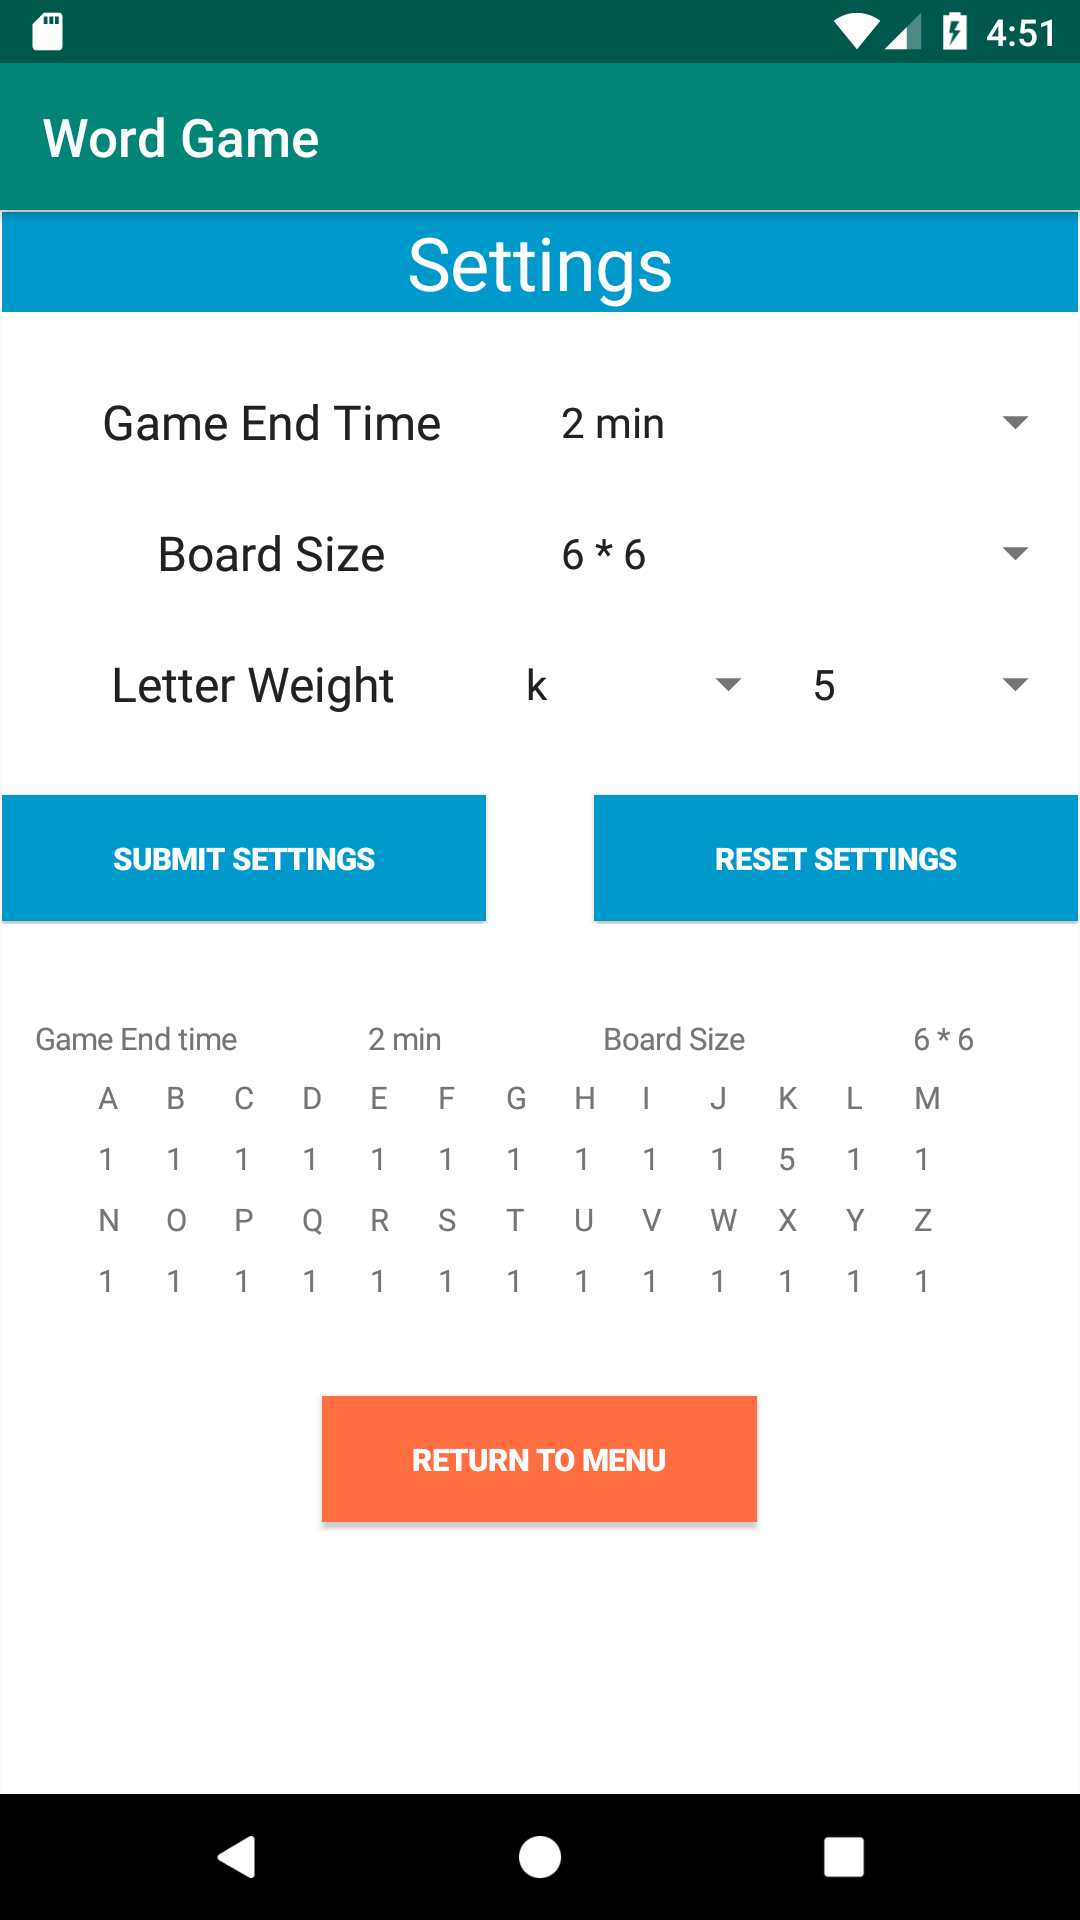 4:51
Word Game
Settings
Game End Time 2 min
Board Size 6 * 6
Letter Weight k 5
SUBMIT SETTINGS RESET SETTINGS
Game End time 2 min Board Size 6 * 6
A B C D E F G H I J K L M
1 1 1 1 1 1 1 1 1 1 5 1 1
N O P Q R S T U V W X Y Z
1 1 1 1 1 1 1 1 1 1 1 1 1
RETURN TO MENU